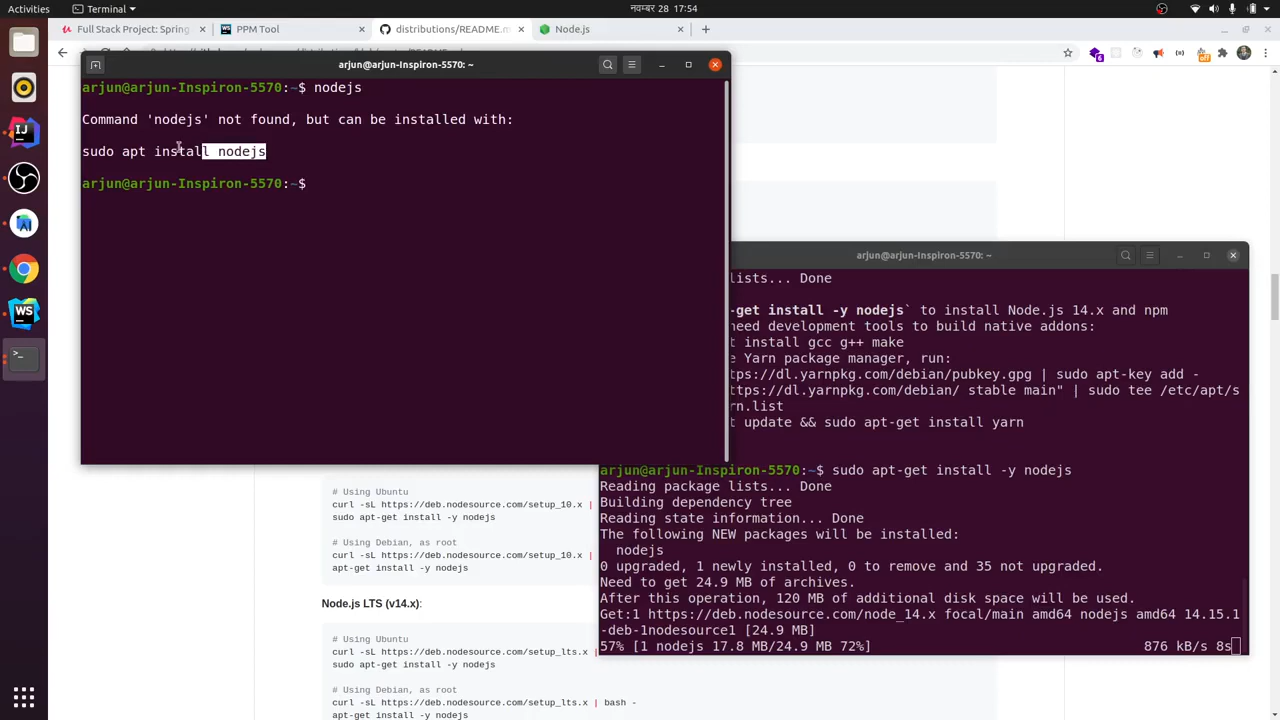 Activities
Terminal
नवम्बर 28 17:54
Full Stack Project: Spring
PPM Tool
distributions/README.m
Node.js
arjun@arjun-Inspiron-5570: ~
arjun@arjun-Inspiron-5570:~$ nodejs
Command 'nodejs' not found, but can be installed with:
sudo apt install nodejs
arjun@arjun-Inspiron-5570:~$
arjun@arjun-Inspiron-5570: ~
lists... Done
-get install -y nodejs` to install Node.js 14.x and npm
need development tools to build native addons:
t install gcc g++ make
e Yarn package manager, run:
tps://dl.yarnpkg.com/debian/pubkey.gpg | sudo apt-key add -
ttps://dl.yarnpkg.com/debian/ stable main" | sudo tee /etc/apt/s
rn.list
t update && sudo apt-get install yarn
arjun@arjun-Inspiron-5570:~$ sudo apt-get install -y nodejs
Reading package lists... Done
Building dependency tree
Reading state information... Done
The following NEW packages will be installed:
nodejs
0 upgraded, 1 newly installed, 0 to remove and 35 not upgraded.
Need to get 24.9 MB of archives.
After this operation, 120 MB of additional disk space will be used.
Get:1 https://deb.nodesource.com/node_14.x focal/main amd64 nodejs amd64 14.15.1
-deb-1nodesource1 [24.9 MB]
57% [1 nodejs 17.8 MB/24.9 MB 72%] 876 kB/s 8s
# Using Ubuntu
curl -sL https://deb.nodesource.com/setup_10.x |
sudo apt-get install -y nodejs
# Using Debian, as root
curl -sL https://deb.nodesource.com/setup_10.x |
apt-get install -y nodejs
Node.js LTS (v14.x):
# Using Ubuntu
curl -sL https://deb.nodesource.com/setup_lts.x |
sudo apt-get install -y nodejs
# Using Debian, as root
curl -sL https://deb.nodesource.com/setup_lts.x | bash -
apt-get install -y nodejs